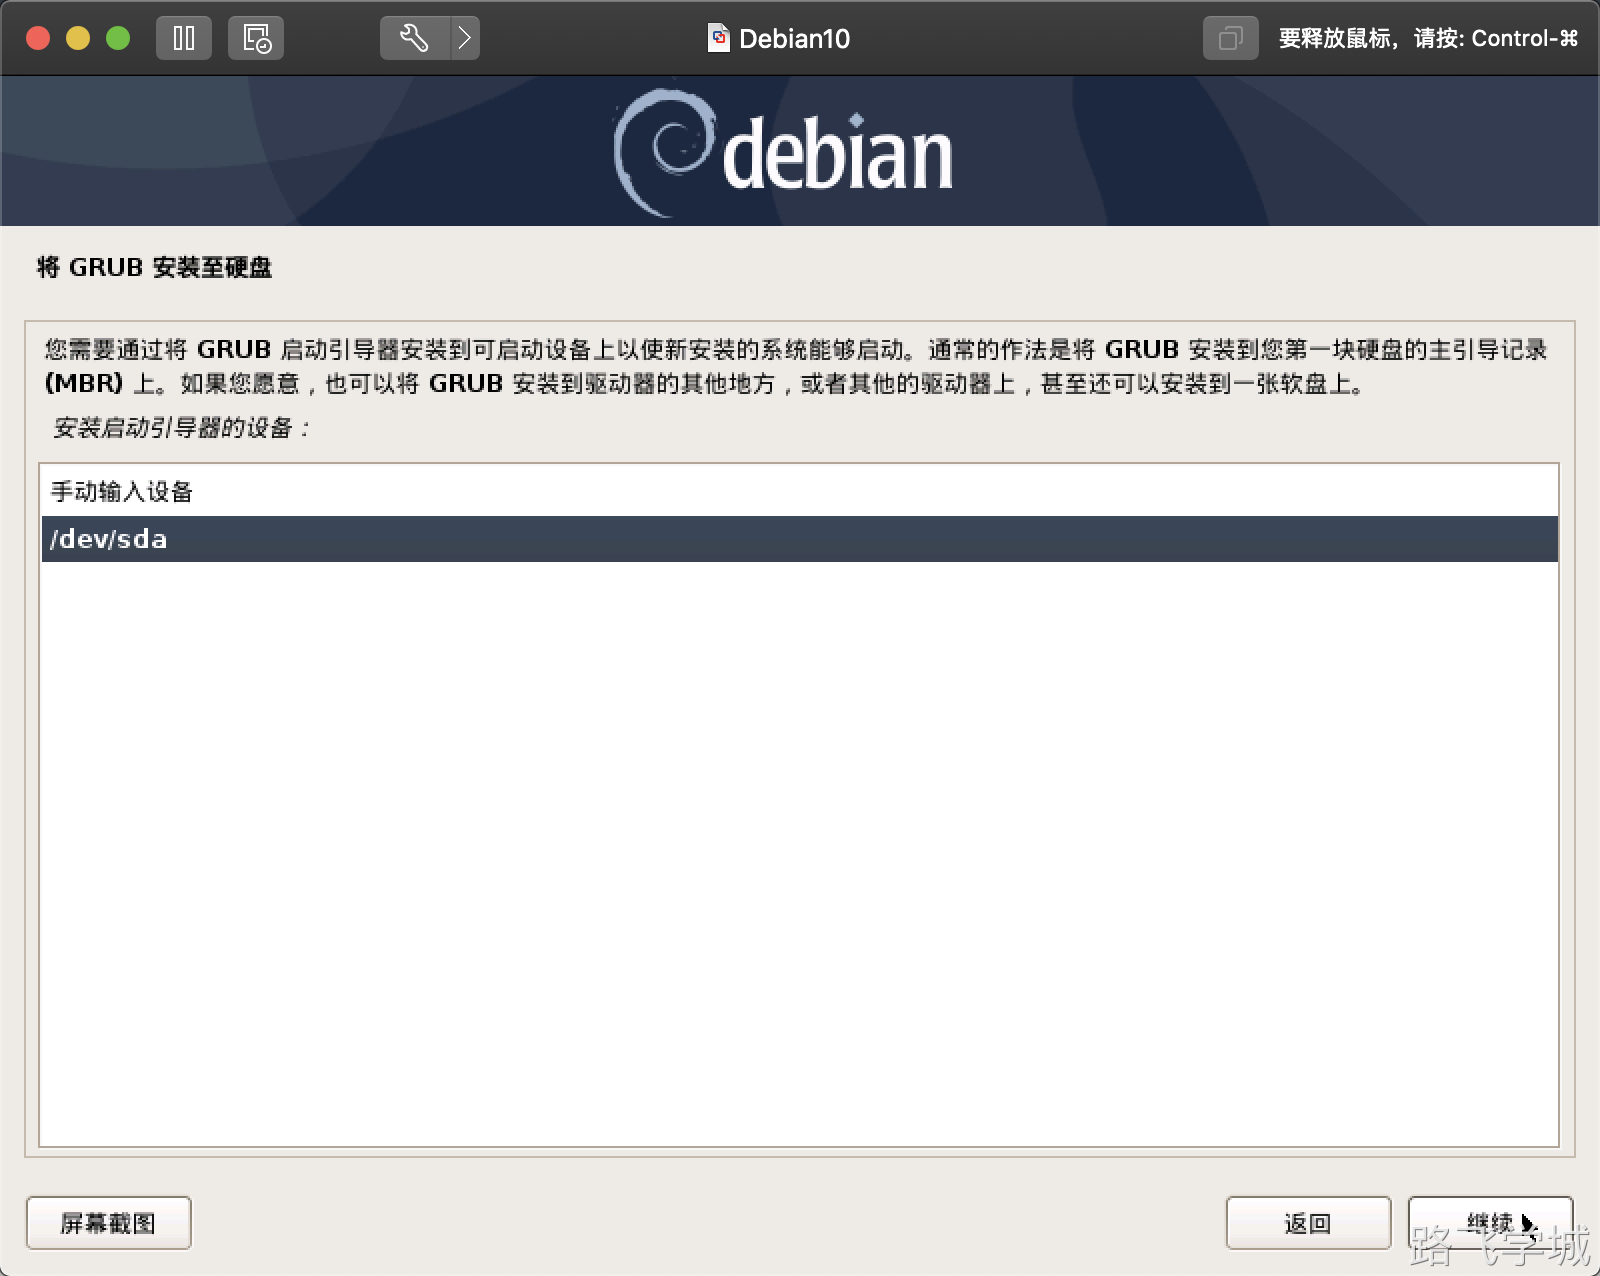 Debian10
要释放鼠标，请按: Control-⌘
debian
将 GRUB 安装至硬盘
您需要通过将 GRUB 启动引导器安装到可启动设备上以使新安装的系统能够启动。通常的作法是将 GRUB 安装到您第一块硬盘的主引导记录
(MBR) 上。如果您愿意，也可以将 GRUB 安装到驱动器的其他地方，或者其他的驱动器上，甚至还可以安装到一张软盘上。
安装启动引导器的设备：
手动输入设备
/dev/sda
屏幕截图
返回
继续
路飞学城